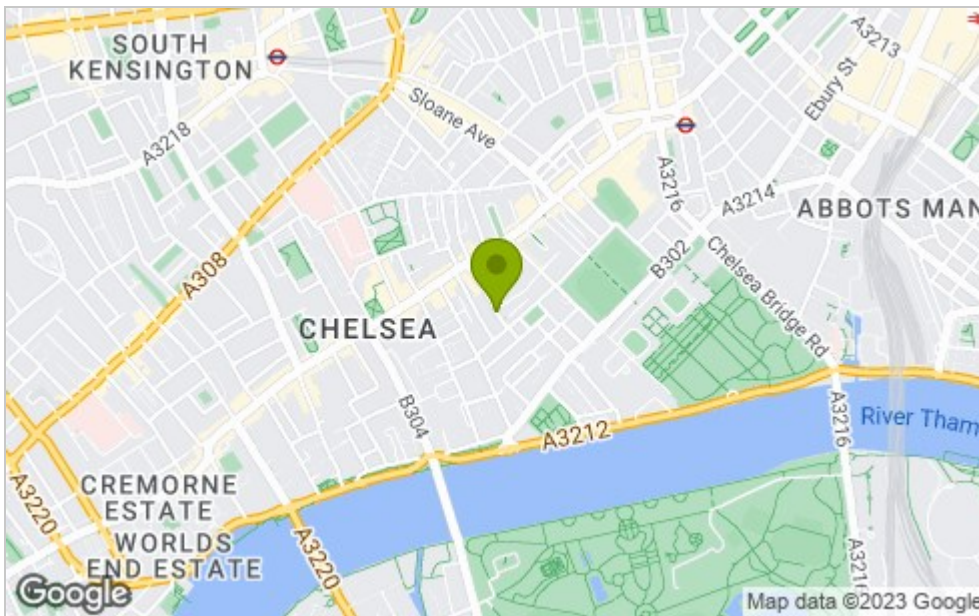 SOUTH
KENSINGTON
A3218
Sloane Ave
A3213
Ebury St
A3216
A3214
ABBOTS MAN
A308
B302
Chelsea Bridge Rd
CHELSEA
B304
A3212
A3216
River Tham
CREMORNE
ESTATE
A3220
WORLDS
END ESTATE
A3220
Google
Map data ©2023 Google